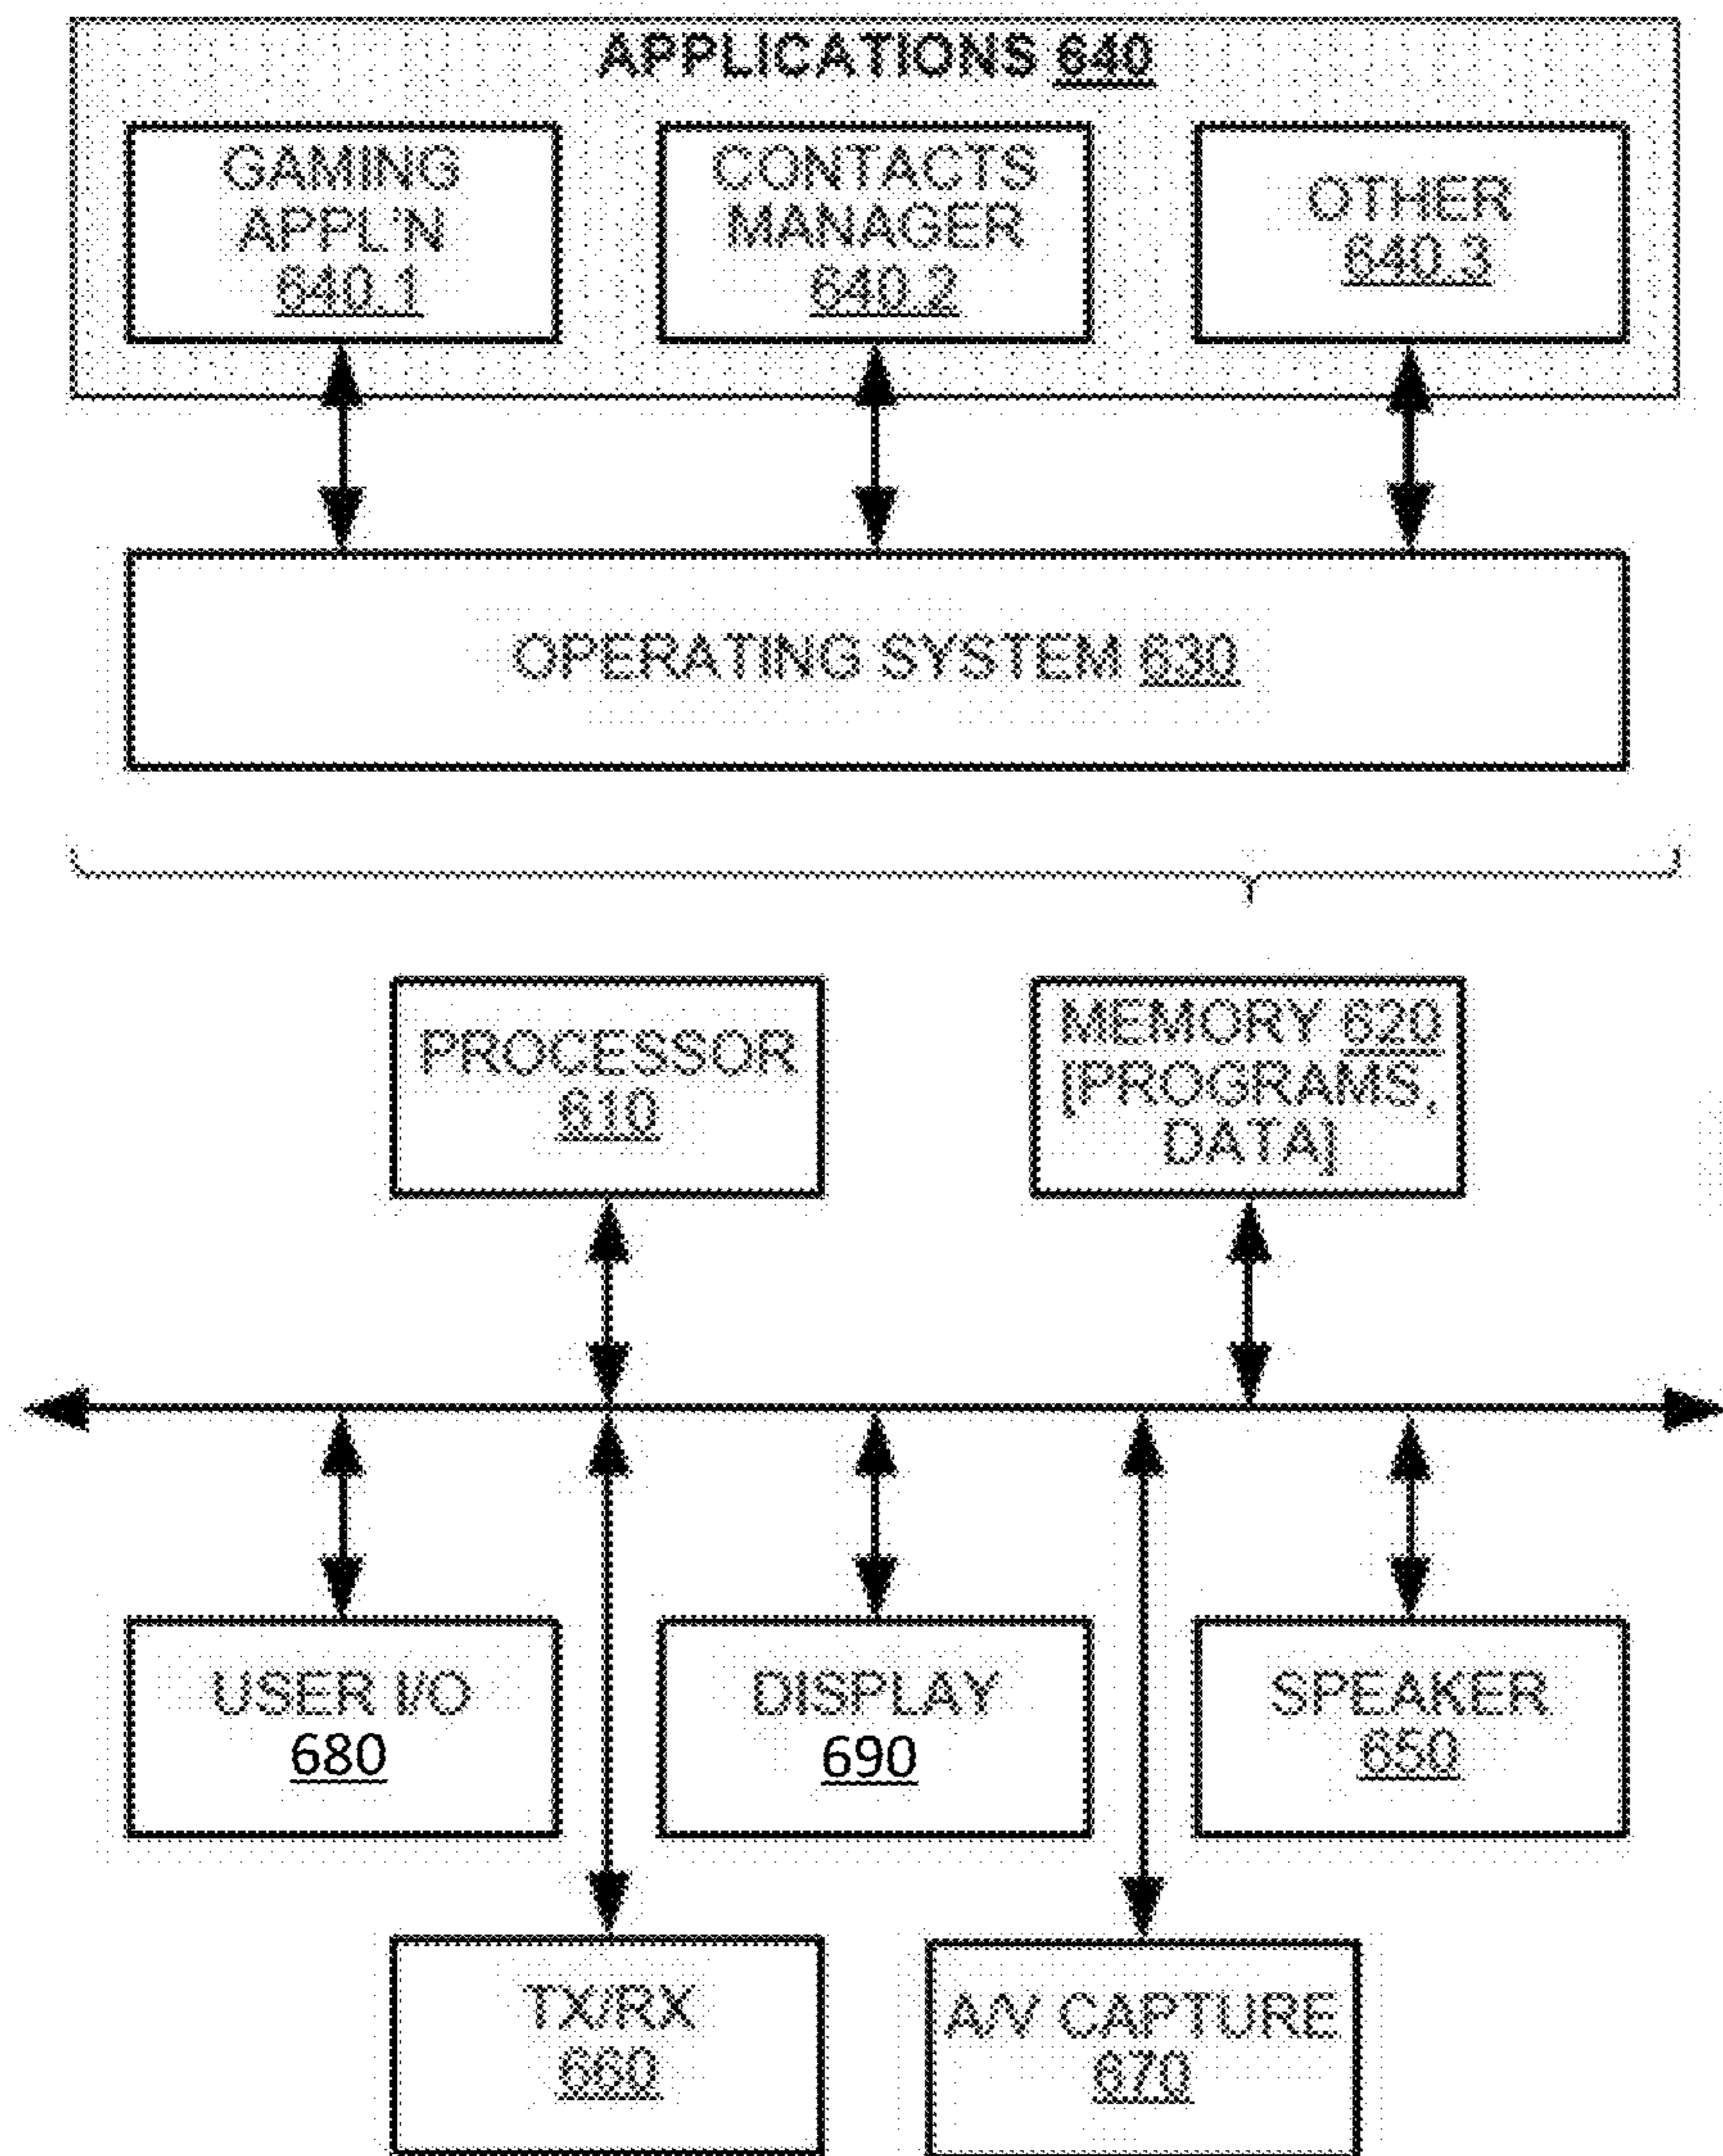 APPLICATIONS 640
GAMING
APPL'N
640.1
CONTACTS
MANAGER
640.2
OTHER
640.3
OPERATING SYSTEM 630
PROCESSOR
610
MEMORY 620
[PROGRAMS,
DATA]
USER I/O
680
DISPLAY
690
SPEAKER
650
TX/RX
660
A/V CAPTURE
670